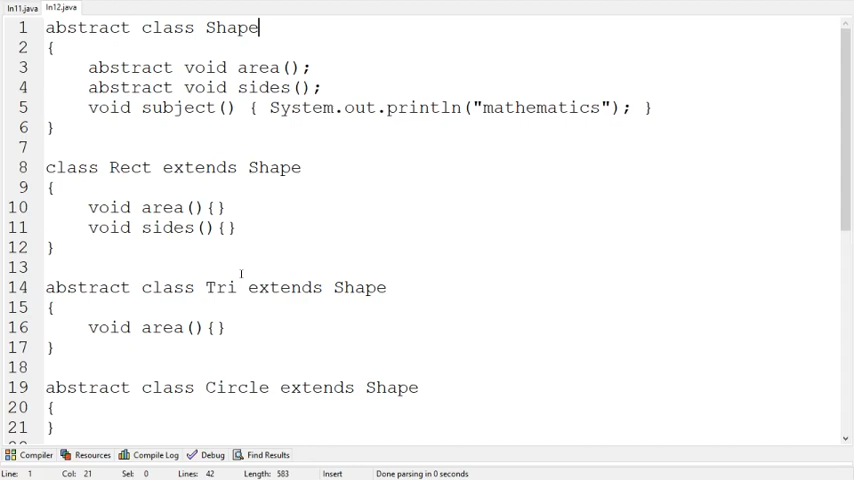 In11.java In12.java
1 abstract class Shape
2 {
3 abstract void area();
4 abstract void sides();
5 void subject() { System.out.println("mathematics"); }
6 }
7
8 class Rect extends Shape
9 {
10 void area(){}
11 void sides(){}
12 }
13
14 abstract class Tri extends Shape
15 {
16 void area(){}
17 }
18
19 abstract class Circle extends Shape
20 {
21 }
Compiler Resources Compile Log Debug Find Results
Line: 1 Col: 21 Sel: 0 Lines: 42 Length: 583 Insert Done parsing in 0 seconds